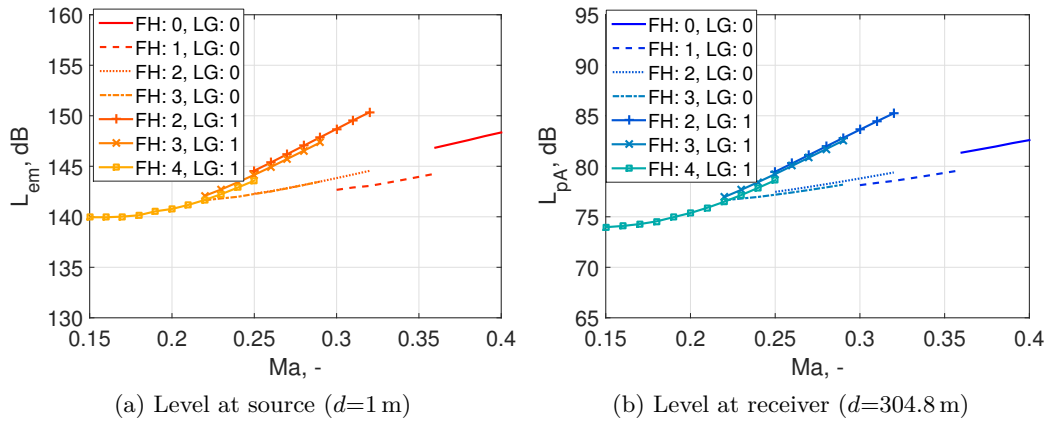 160
155
150
145
140
135
130
L_em, dB
FH: 0, LG: 0
FH: 1, LG: 0
FH: 2, LG: 0
FH: 3, LG: 0
FH: 2, LG: 1
FH: 3, LG: 1
FH: 4, LG: 1
0.15 0.2 0.25 0.3 0.35 0.4
Ma, -
(a) Level at source (d=1 m)
95
90
85
80
75
70
65
L_pA, dB
FH: 0, LG: 0
FH: 1, LG: 0
FH: 2, LG: 0
FH: 3, LG: 0
FH: 2, LG: 1
FH: 3, LG: 1
FH: 4, LG: 1
0.15 0.2 0.25 0.3 0.35 0.4
Ma, -
(b) Level at receiver (d=304.8 m)